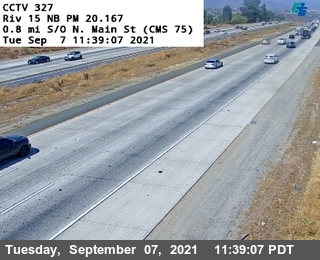 CCTV 327
Riv 15 NB PM 20.167
0.8 mi S/O N. Main St (CMS 75)
Tue Sep 7 11:39:07 2021
Tuesday, September 07, 2021 11:39:07 PDT